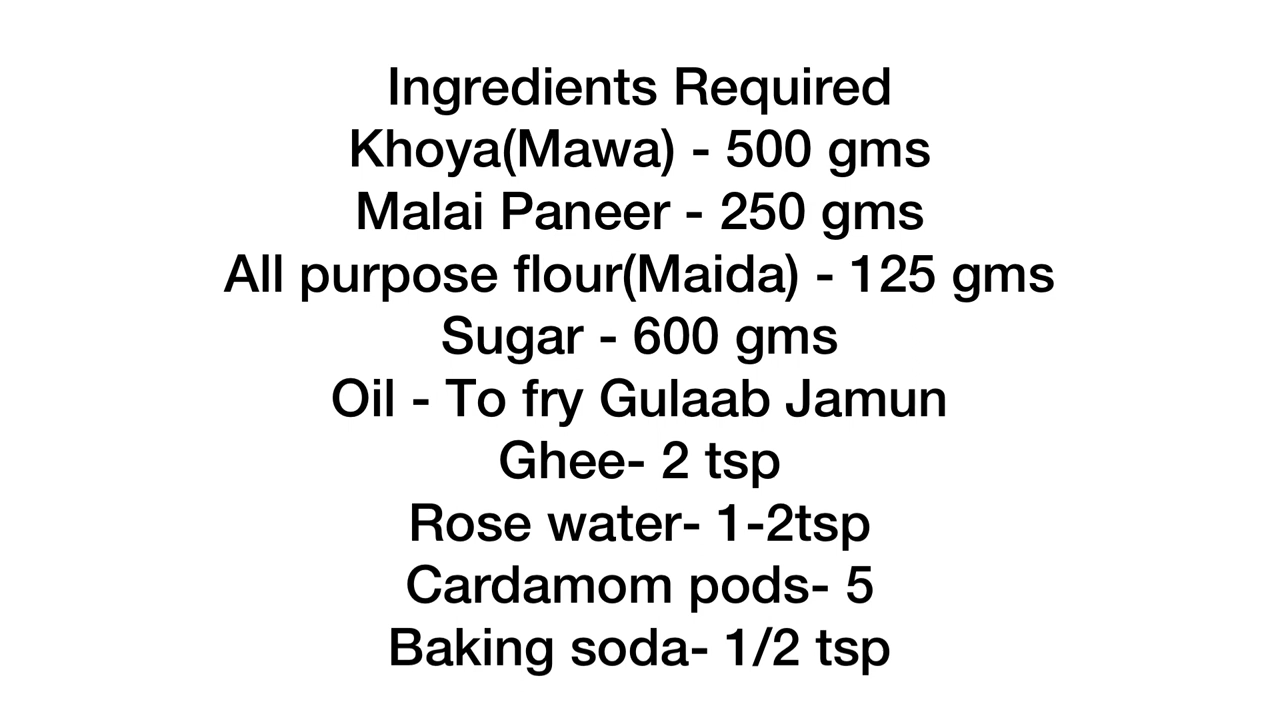 Ingredients Required
Khoya(Mawa) - 500 gms
Malai Paneer - 250 gms
All purpose flour(Maida) - 125 gms
Sugar - 600 gms
Oil - To fry Gulaab Jamun
Ghee- 2 tsp
Rose water- 1-2tsp
Cardamom pods- 5
Baking soda- 1/2 tsp